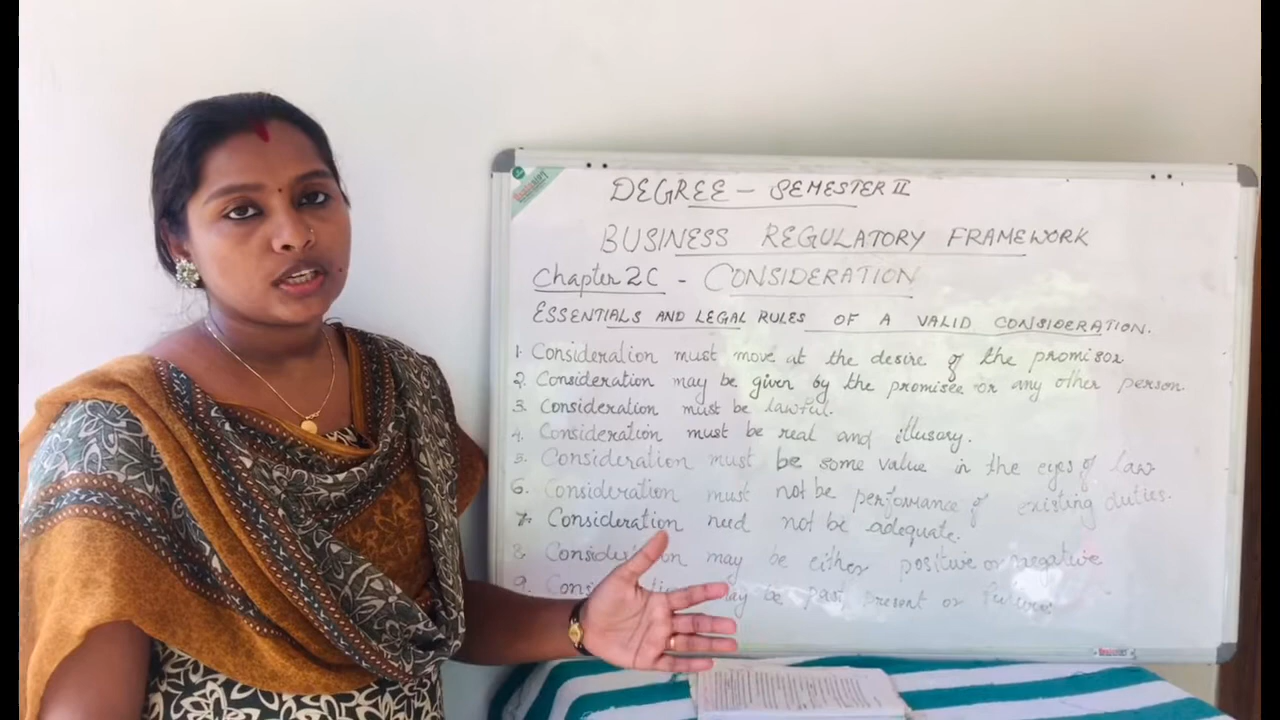 DEGREE - SEMESTER II
BUSINESS REGULATORY FRAMEWORK
Chapter 2C - CONSIDERATION
ESSENTIALS AND LEGAL RULES OF A VALID CONSIDERATION.
1. Consideration must move at the desire of the promisor
2. Consideration may be given by the promisee or any other person.
3. Consideration must be lawful.
4. Consideration must be real and illusory.
5. Consideration must be some value in the eyes of law
6. Consideration must not be performance of existing duties.
7. Consideration need not be adequate.
8. may be either positive or negative
9. may be past, present or future